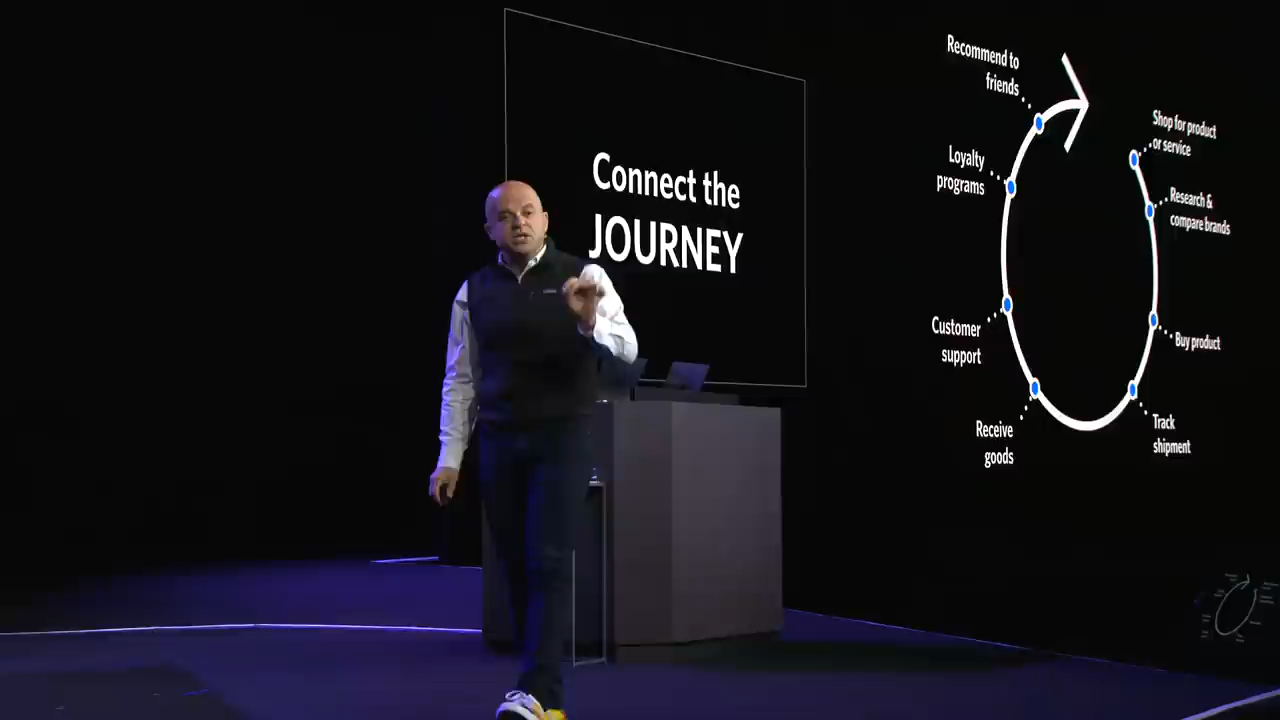 Connect the
JOURNEY
Recommend to
friends
Loyalty
programs
Customer
support
Receive
goods
Shop for product
or service
Research &
compare brands
Buy product
Track
shipment